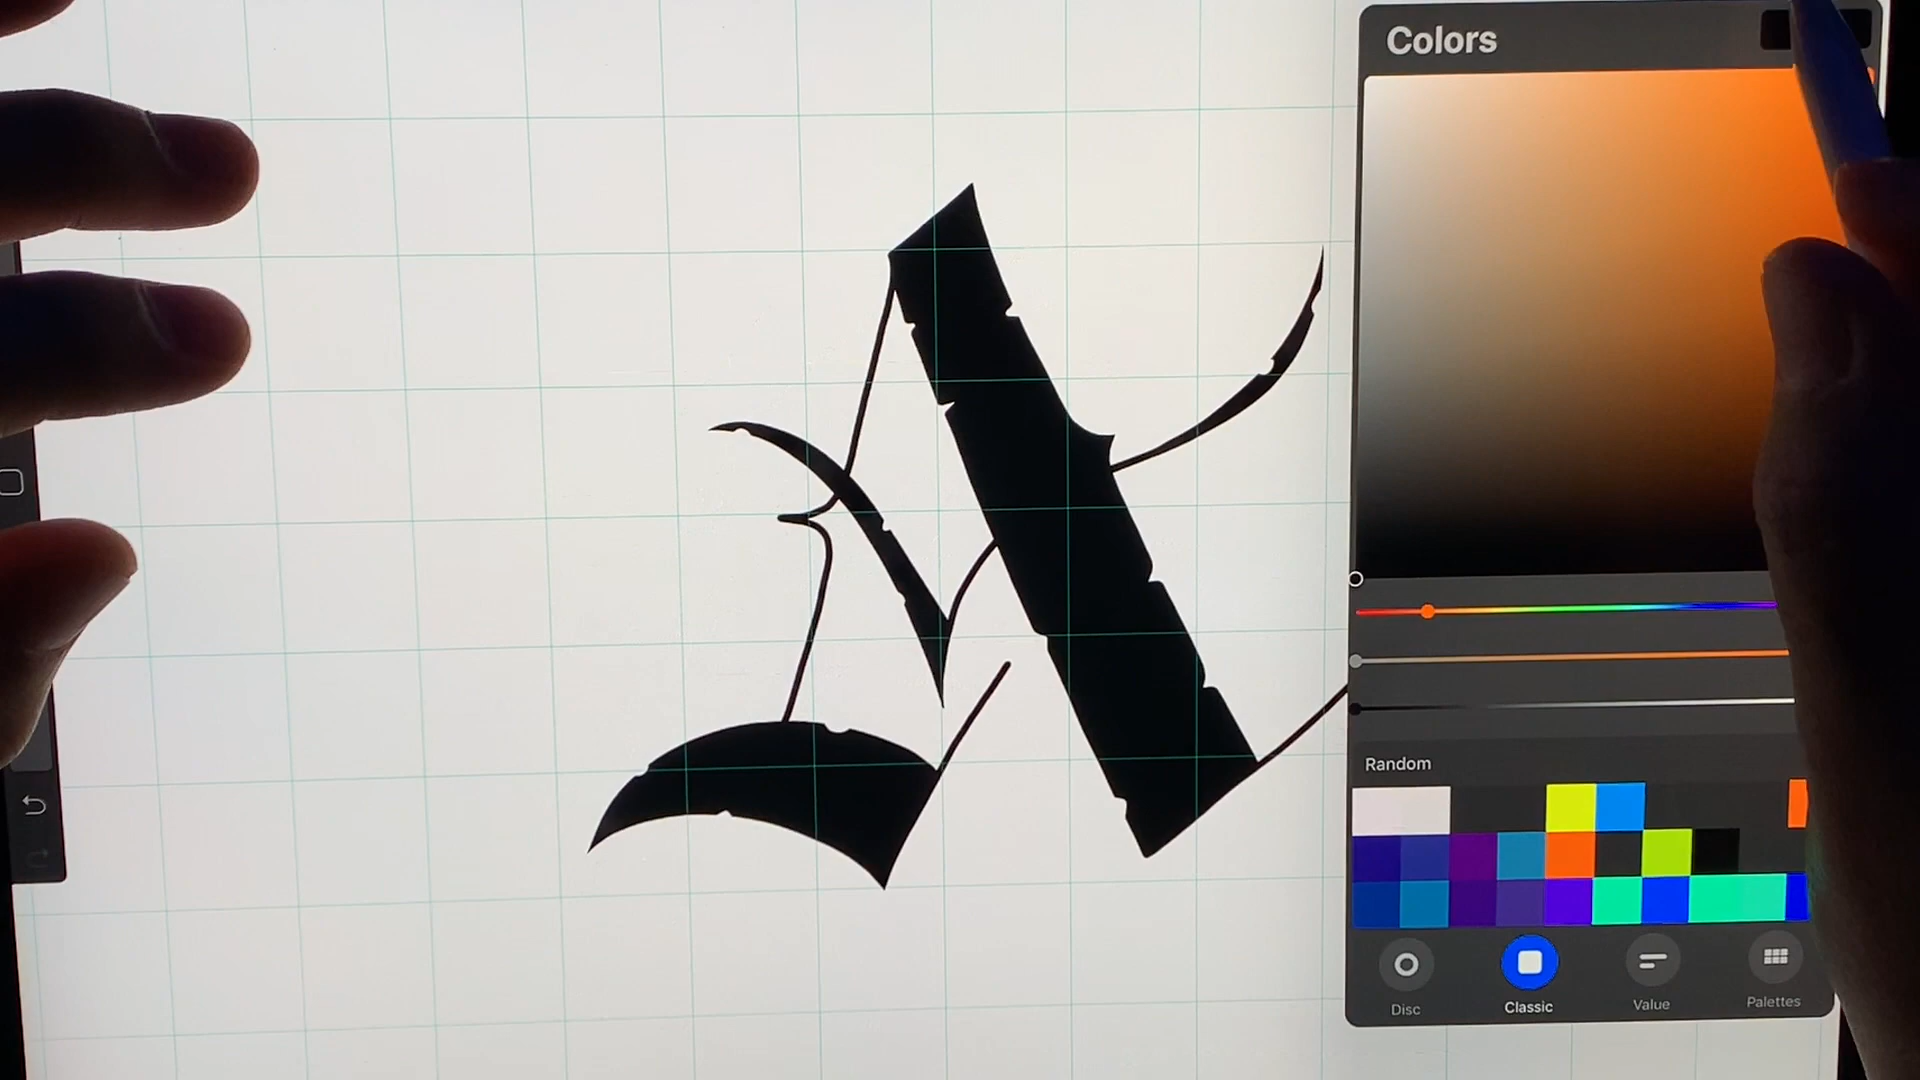 Colors
Random
Disc
Classic
Value
Palettes